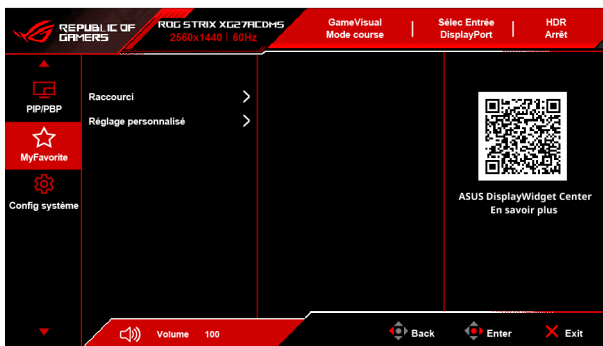 REPUBLIC OF
GAMERS
ROG STRIX XG27ACDMS
2560x1440 | 60Hz
GameVisual
Mode course
Sélec Entrée
DisplayPort
HDR
Arrêt
PIP/PBP
MyFavorite
Config système
Raccourci
Réglage personnalisé
ASUS DisplayWidget Center
En savoir plus
Volume 100
Back
Enter
Exit